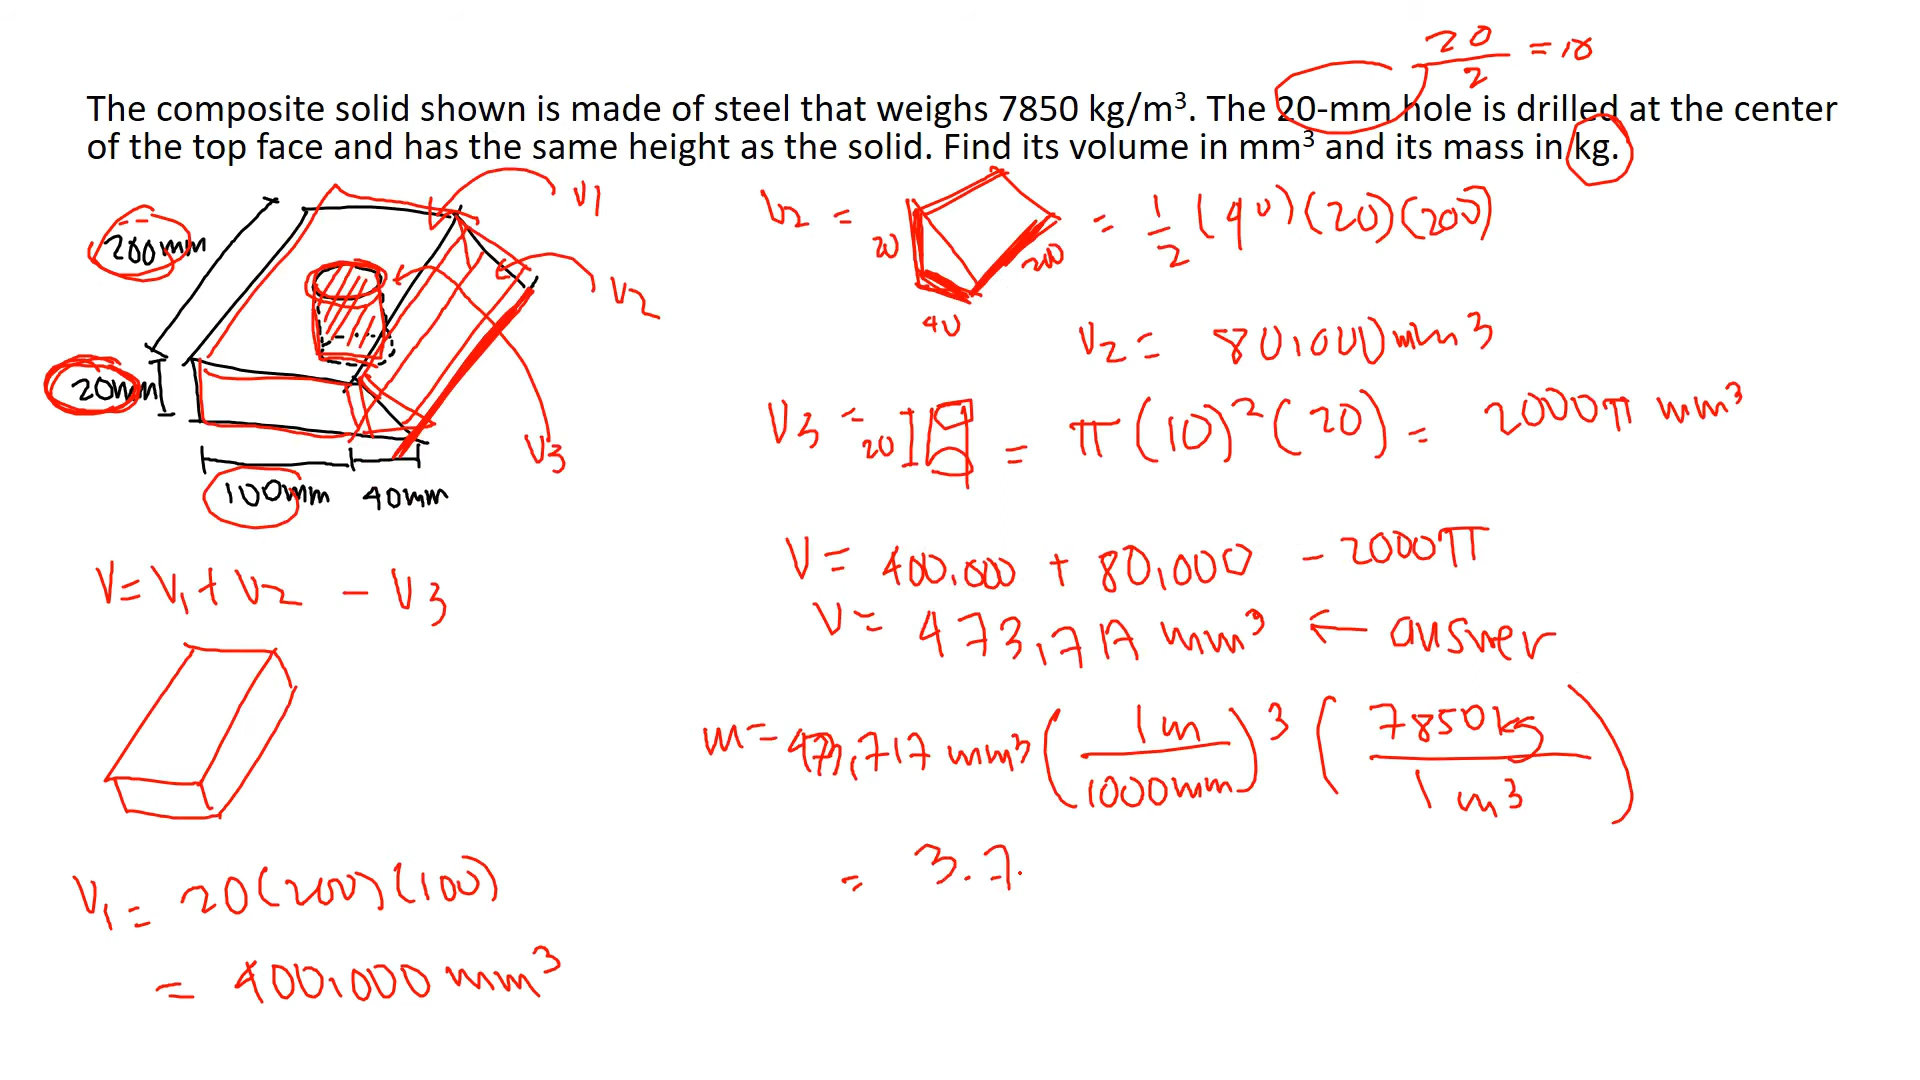 20/2 = 10
The composite solid shown is made of steel that weighs 7850 kg/m³. The 20-mm hole is drilled at the center
of the top face and has the same height as the solid. Find its volume in mm³ and its mass in kg.
200mm
20mm
100mm 40mm
V1
V2
V3
V = V1 + V2 - V3
V1 = 20(200)(100)
= 400,000 mm³
V2 =
20
40
200
= 1/2 (40)(20)(200)
V2 = 80,000 mm³
V3 =
20
= π(10)²(20) = 2000π mm³
V = 400,000 + 80,000 - 2000π
V = 473,717 mm³ ← answer
m = 473,717 mm³ (1m/1000mm)³ (7850kg/1m³)
= 3.7